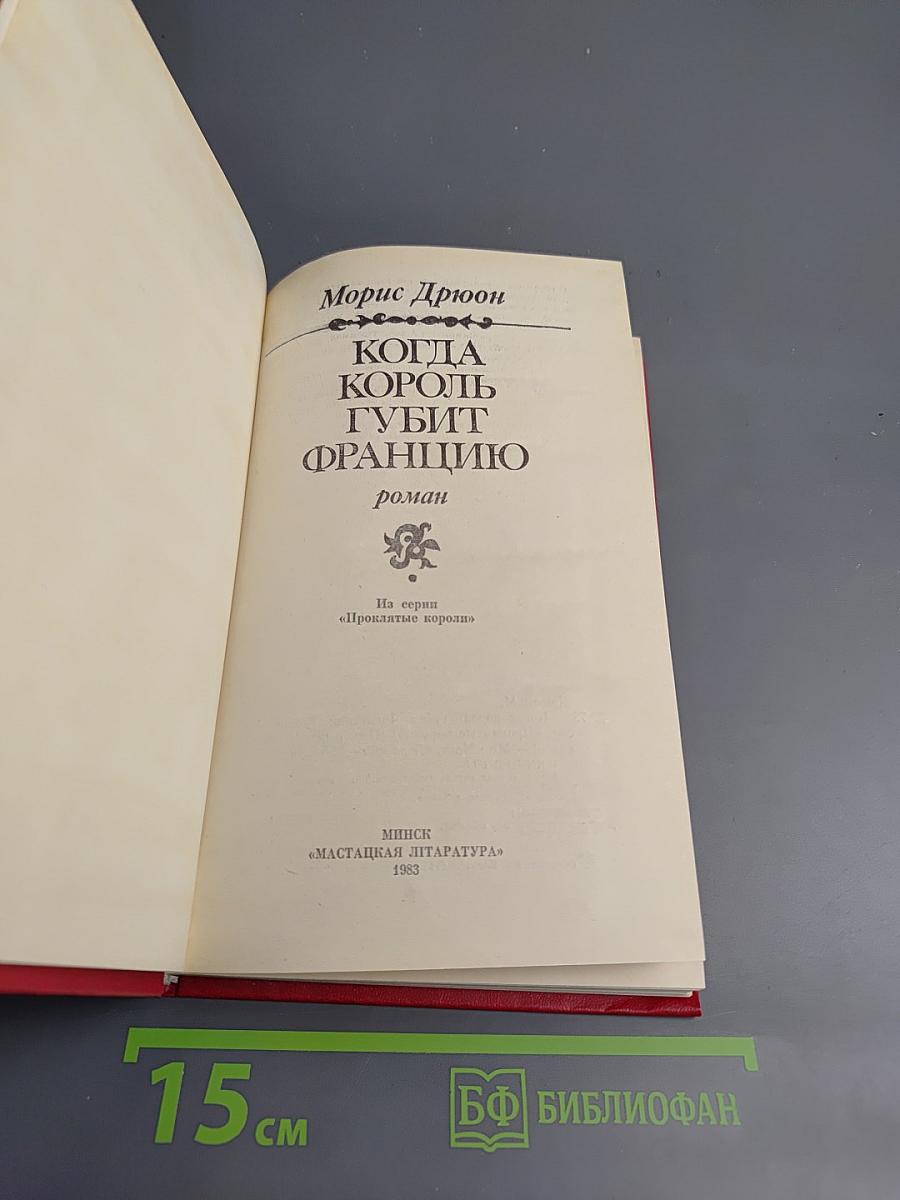 Морис Дрюон
КОГДА
КОРОЛЬ
ГУБИТ
ФРАНЦИЮ
роман
Из серии
«Проклятые короли»
МИНСК
«МАСТАЦКАЯ ЛІТАРАТУРА»
1983
15 см
БФ БИБЛИОФАН